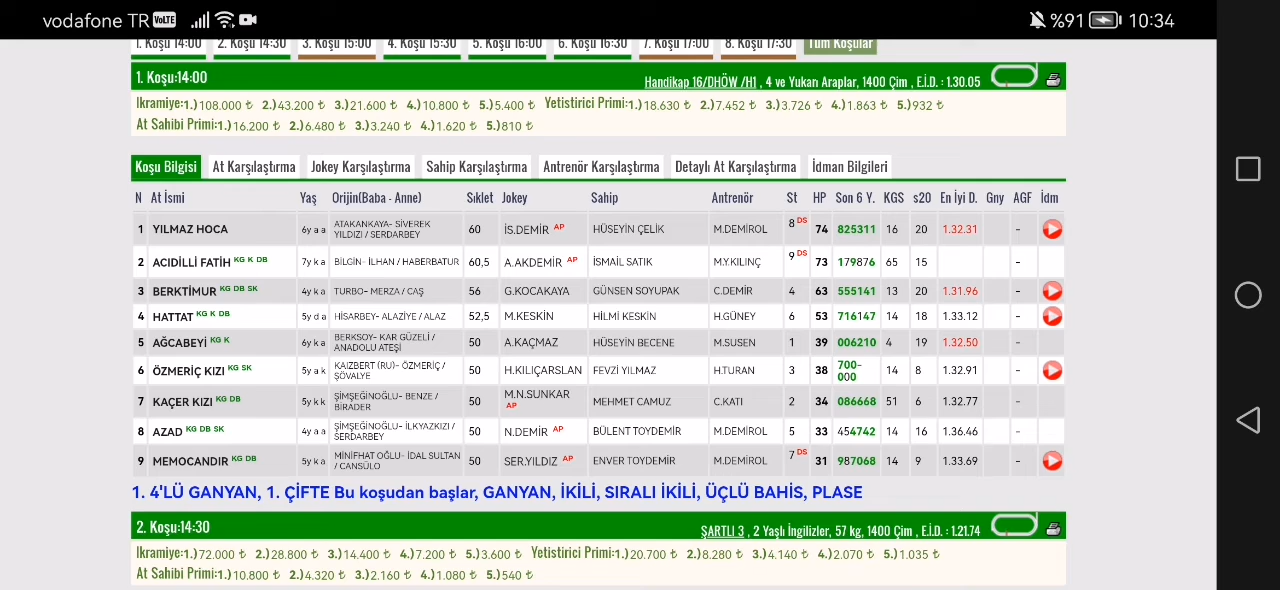 vodafone TR VoLTE %91 10:34
1. Koşu 14:00 2. Koşu 14:30 3. Koşu 15:00 4. Koşu 15:30 5. Koşu 16:00 6. Koşu 16:30 7. Koşu 17:00 8. Koşu 17:30 Tüm Koşular
1. Koşu:14:00 Handikap 16/DHÖW /H1 , 4 ve Yukarı Araplar, 1400 Çim , E.İ.D. : 1.30.05
Ikramiye:1.)108.000 ₺ 2.)43.200 ₺ 3.)21.600 ₺ 4.)10.800 ₺ 5.)5.400 ₺ Yetistirici Primi:1.)18.630 ₺ 2.)7.452 ₺ 3.)3.726 ₺ 4.)1.863 ₺ 5.)932 ₺
At Sahibi Primi:1.)16.200 ₺ 2.)6.480 ₺ 3.)3.240 ₺ 4.)1.620 ₺ 5.)810 ₺
Koşu Bilgisi At Karşılaştırma Jokey Karşılaştırma Sahip Karşılaştırma Antrenör Karşılaştırma Detaylı At Karşılaştırma İdman Bilgileri
N At İsmi Yaş Orijin(Baba - Anne) Sıklet Jokey Sahip Antrenör St HP Son 6 Y. KGS s20 En İyi D. Gny AGF İdm
1 YILMAZ HOCA 6y a a ATAKANKAYA- SİVEREK YILDIZI / SERDARBEY 60 İS.DEMİR AP HÜSEYİN ÇELİK M.DEMİROL 8 DS 74 825311 16 20 1.32.31 -
2 ACIDİLLİ FATİH KG K DB 7y k a BİLGİN- İLHAN / HABERBATUR 60,5 A.AKDEMİR AP İSMAİL SATIK M.Y.KILINÇ 9 DS 73 179876 65 15 -
3 BERKTİMUR KG DB SK 4y k a TURBO- MERZA / CAŞ 56 G.KOCAKAYA GÜNSEN SOYUPAK C.DEMİR 4 63 555141 13 20 1.31.96 -
4 HATTAT KG K DB 5y d a HİSARBEY- ALAZİYE / ALAZ 52,5 M.KESKİN HİLMİ KESKİN H.GÜNEY 6 53 716147 14 18 1.33.12 -
5 AĞCABEYİ KG K 6y k a BERKSOY- KAR GÜZELİ / ANADOLU ATEŞİ 50 A.KAÇMAZ HÜSEYİN BECENE M.SUSEN 1 39 006210 4 19 1.32.50 -
6 ÖZMERİÇ KIZI KG SK 5y a k KAIZBERT (RU)- ÖZMERİÇ / ŞÖVALYE 50 H.KILIÇARSLAN FEVZİ YILMAZ H.TURAN 3 38 700-000 14 8 1.32.91 -
7 KAÇER KIZI KG DB 5y k k ŞİMŞEĞİNOĞLU- BENZE / BİRADER 50 M.N.SUNKAR AP MEHMET CAMUZ C.KATI 2 34 086668 51 6 1.32.77 -
8 AZAD KG DB SK 4y a a ŞİMŞEĞİNOĞLU- İLKYAZKIZI / SERDARBEY 50 N.DEMİR AP BÜLENT TOYDEMİR M.DEMİROL 5 33 454742 14 16 1.36.46 -
9 MEMOCANDIR KG DB 5y k a MİNİFHAT OĞLU- İDAL SULTAN / CANSÜLO 50 SER.YILDIZ AP ENVER TOYDEMİR M.DEMİROL 7 DS 31 987068 14 9 1.33.69 -
1. 4'LÜ GANYAN, 1. ÇİFTE Bu koşudan başlar, GANYAN, İKİLİ, SIRALI İKİLİ, ÜÇLÜ BAHİS, PLASE
2. Koşu:14:30 ŞARTLI 3 , 2 Yaşlı İngilizler, 57 kg, 1400 Çim , E.İ.D. : 1.21.74
Ikramiye:1.)72.000 ₺ 2.)28.800 ₺ 3.)14.400 ₺ 4.)7.200 ₺ 5.)3.600 ₺ Yetistirici Primi:1.)20.700 ₺ 2.)8.280 ₺ 3.)4.140 ₺ 4.)2.070 ₺ 5.)1.035 ₺
At Sahibi Primi:1.)10.800 ₺ 2.)4.320 ₺ 3.)2.160 ₺ 4.)1.080 ₺ 5.)540 ₺